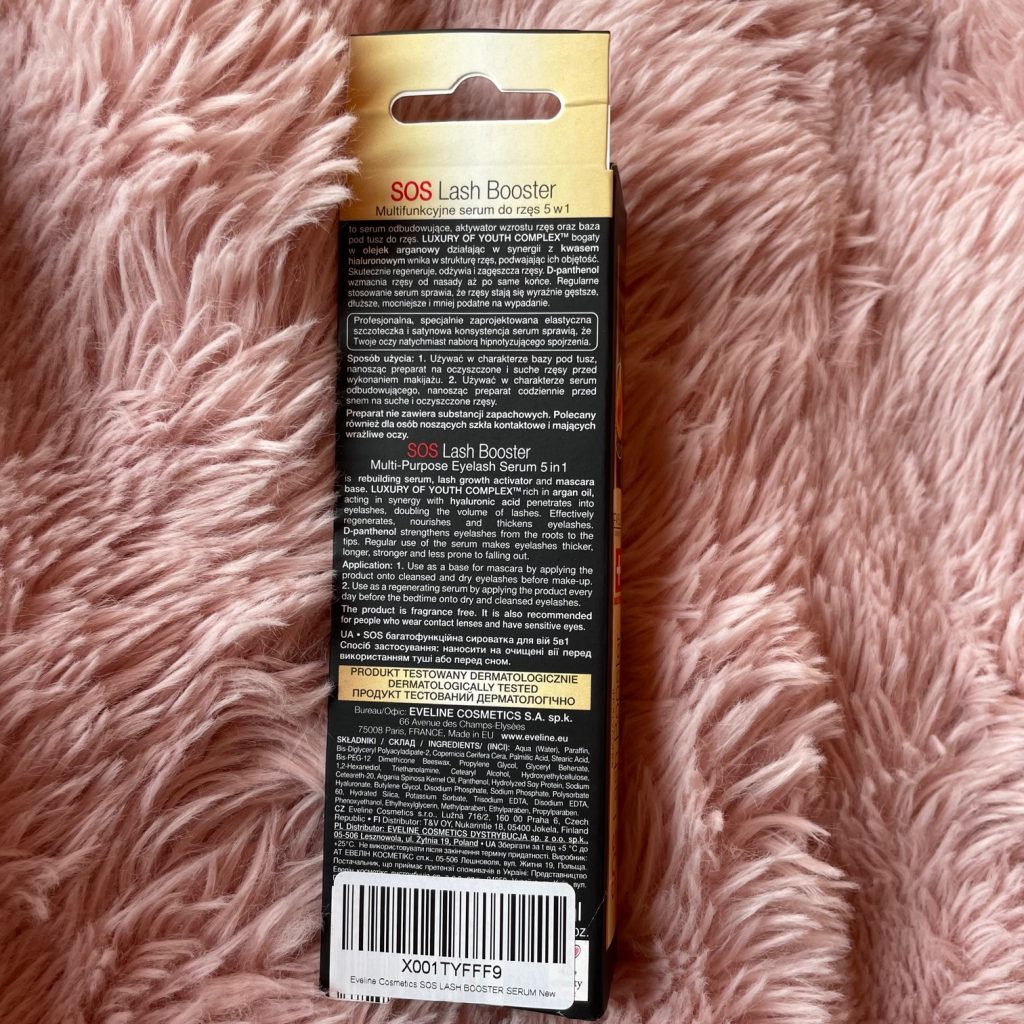 SOS Lash Booster
Multifunkcyjne serum do rzęs 5 w 1
to serum odbudowujące, aktywator wzrostu rzęs oraz baza
pod tusz do rzęs. LUXURY OF YOUTH COMPLEX™ bogaty
w olejek arganowy działając w synergii z kwasem
hialuronowym wnika w strukturę rzęs, podwajając ich objętość.
Skutecznie regeneruje, odżywia i zagęszcza rzęsy. D-panthenol
wzmacnia rzęsy od nasady aż po same końce. Regularne
stosowanie serum sprawia, że rzęsy stają się wyraźnie gęstsze,
dłuższe, mocniejsze i mniej podatne na wypadanie.
Profesjonalna, specjalnie zaprojektowana elastyczna
szczoteczka i satynowa konsystencja serum sprawią, że
Twoje oczy natychmiast nabiorą hipnotyzującego spojrzenia.
Sposób użycia: 1. Używać w charakterze bazy pod tusz,
nanosząc preparat na oczyszczone i suche rzęsy przed
wykonaniem makijażu. 2. Używać w charakterze serum
odbudowującego, nanosząc preparat codziennie przed
snem na suche i oczyszczone rzęsy.
Preparat nie zawiera substancji zapachowych. Polecany
również dla osób noszących szkła kontaktowe i mających
wrażliwe oczy.
SOS Lash Booster
Multi-Purpose Eyelash Serum 5 in 1
is rebuilding serum, lash growth activator and mascara
base. LUXURY OF YOUTH COMPLEX™ rich in argan oil,
acting in synergy with hyaluronic acid penetrates into
eyelashes, doubling the volume of lashes. Effectively
regenerates, nourishes and thickens eyelashes.
D-panthenol strengthens eyelashes from the roots to the
tips. Regular use of the serum makes eyelashes thicker,
longer, stronger and less prone to falling out.
Application: 1. Use as a base for mascara by applying the
product onto cleansed and dry eyelashes before make-up.
2. Use as a regenerating serum by applying the product every
day before the bedtime onto dry and cleansed eyelashes.
The product is fragrance free. It is also recommended
for people who wear contact lenses and have sensitive eyes.
UA • SOS багатофункційна сироватка для вій 5в1
Спосіб застосування: наносити на очищені вії перед
використанням туші або перед сном.
PRODUKT TESTOWANY DERMATOLOGICZNIE
DERMATOLOGICALLY TESTED
ПРОДУКТ ТЕСТОВАНИЙ ДЕРМАТОЛОГІЧНО
Bureau/Офіс: EVELINE COSMETICS S.A. sp.k.
66 Avenue des Champs-Elysées
75008 Paris, FRANCE, Made in EU www.eveline.eu
SKŁADNIKI / СКЛАД / INGREDIENTS/ (INCI): Aqua (Water), Paraffin,
Bis-Diglyceryl Polyacyladipate-2, Copernicia Cerifera Cera, Palmitic Acid, Stearic Acid,
Bis-PEG-12 Dimethicone Beeswax, Propylene Glycol, Glyceryl Behenate,
1,2-Hexanediol, Triethanolamine, Cetearyl Alcohol, Hydroxyethylcellulose,
Ceteareth-20, Argania Spinosa Kernel Oil, Panthenol, Hydrolyzed Soy Protein, Sodium
Hyaluronate, Butylene Glycol, Disodium Phosphate, Sodium Phosphate, Polysorbate
60, Hydrated Silica, Potassium Sorbate, Trisodium EDTA, Disodium EDTA,
Phenoxyethanol, Ethylhexylglycerin, Methylparaben, Ethylparaben, Propylparaben.
CZ Eveline Cosmetics s.r.o., Lužná 716/2, 160 00 Praha 6, Czech
Republic • FI Distributor: T&V OY, Nukarintie 18, 05400 Jokela, Finland
PL Distributor: EVELINE COSMETICS DYSTRYBUCJA sp. z o.o. sp.k.,
05-506 Lesznowola, ul. Żytnia 19, Poland • UA Зберігати за t від +5 °C до
+25°C. Не використовувати після закінчення терміну придатності. Виробник:
АТ ЕВЕЛІН КОСМЕТІКС сп.к., 05-506 Лешноволя, вул. Житня 19, Польща.
Постачальник, що приймає претензії споживачів в Україні: Представництво
вул.
l
OZ.
X001TYFFF9
Eveline Cosmetics SOS LASH BOOSTER SERUM New